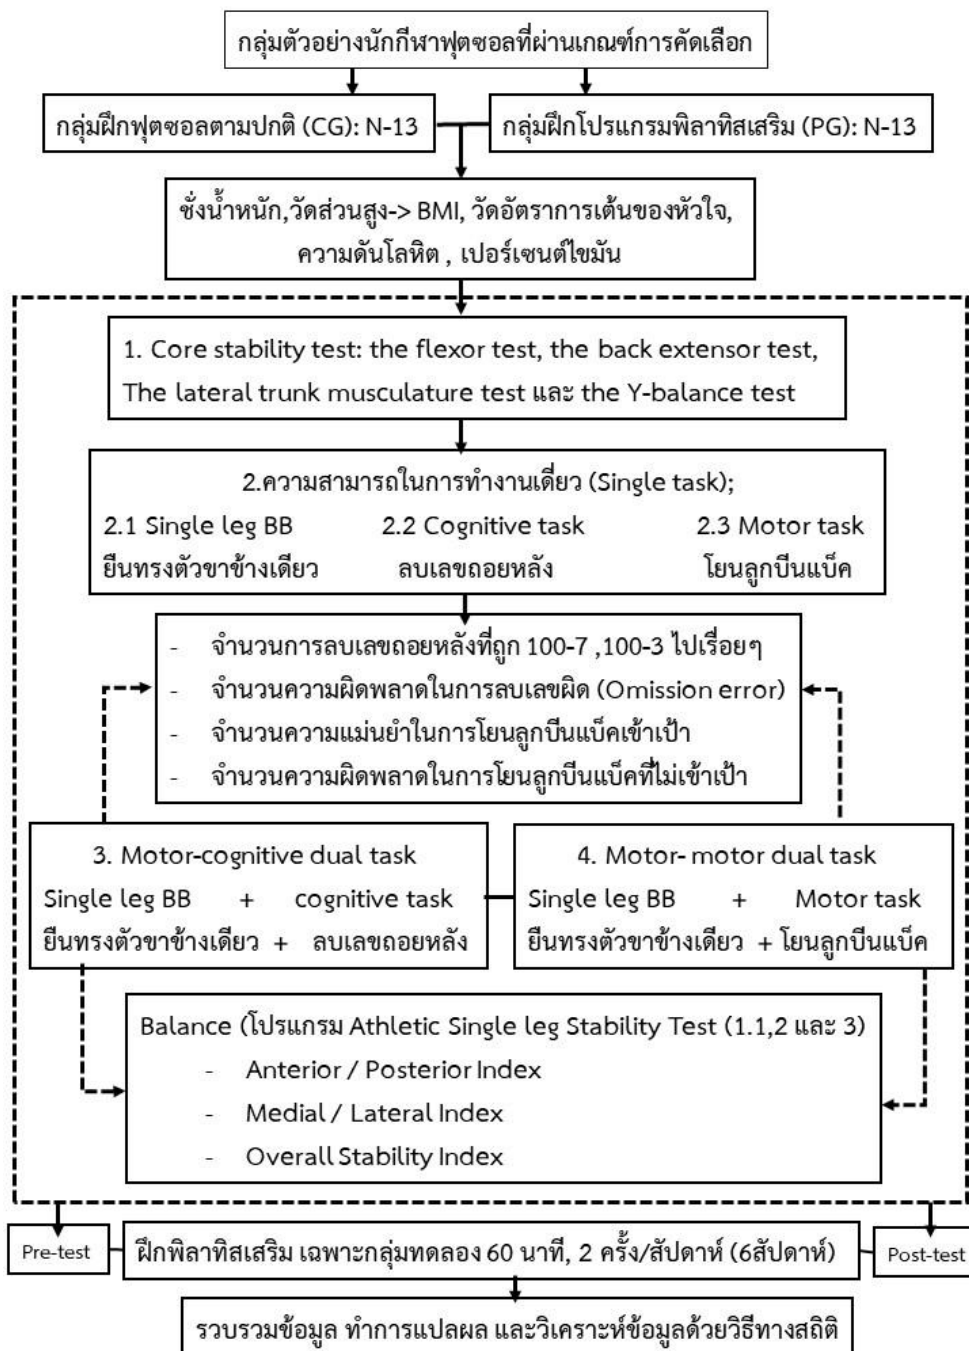 กลุ่มตัวอย่างนักกีฬาฟุตซอลที่ผ่านเกณฑ์การคัดเลือก
กลุ่มฝึกฟุตซอลตามปกติ (CG): N-13
กลุ่มฝึกโปรแกรมพิลาทิสเสริม (PG): N-13
ชั่งน้ำหนัก,วัดส่วนสูง-> BMI, วัดอัตราการเต้นของหัวใจ,
ความดันโลหิต , เปอร์เซนต์ไขมัน
1. Core stability test: the flexor test, the back extensor test,
The lateral trunk musculature test และ the Y-balance test
2.ความสามารถในการทำงานเดี่ยว (Single task);
2.1 Single leg BB 2.2 Cognitive task 2.3 Motor task
ยืนทรงตัวขาข้างเดียว ลบเลขถอยหลัง โยนลูกบีนแบ็ค
- จำนวนการลบเลขถอยหลังที่ถูก 100-7 ,100-3 ไปเรื่อยๆ
- จำนวนความผิดพลาดในการลบเลขผิด (Omission error)
- จำนวนความแม่นยำในการโยนลูกบีนแบ็คเข้าเป้า
- จำนวนความผิดพลาดในการโยนลูกบีนแบ็คที่ไม่เข้าเป้า
3. Motor-cognitive dual task
Single leg BB + cognitive task
ยืนทรงตัวขาข้างเดียว + ลบเลขถอยหลัง
4. Motor- motor dual task
Single leg BB + Motor task
ยืนทรงตัวขาข้างเดียว + โยนลูกบีนแบ็ค
Balance (โปรแกรม Athletic Single leg Stability Test (1.1,2 และ 3)
- Anterior / Posterior Index
- Medial / Lateral Index
- Overall Stability Index
Pre-test
ฝึกพิลาทิสเสริม เฉพาะกลุ่มทดลอง 60 นาที, 2 ครั้ง/สัปดาห์ (6สัปดาห์)
Post-test
รวบรวมข้อมูล ทำการแปลผล และวิเคราะห์ข้อมูลด้วยวิธีทางสถิติ